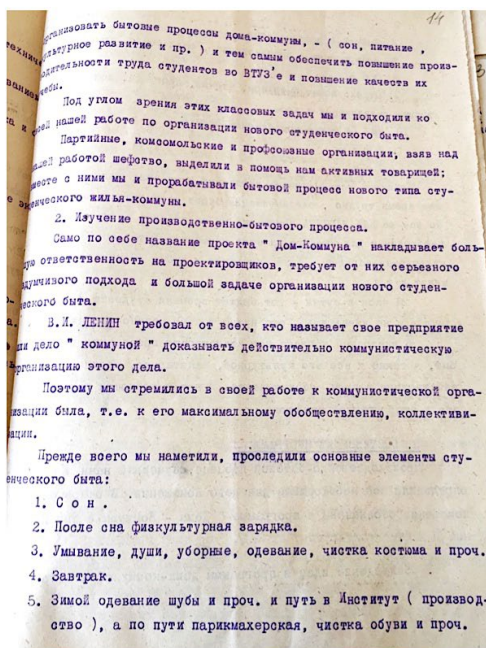 14
организовать бытовые процессы дома-коммуны, - ( сон, питание ,
культурное развитие и пр. ) и тем самым обеспечить повышение произ-
водительности труда студентов во ВТУЗ'е и повышение качеств их
учебы.
Под углом зрения этих классовых задач мы и подходили ко
всей нашей работе по организации нового студенческого быта.
Партийные, комсомольские и профсоюзные организации, взяв над
нашей работой шефство, выделили в помощь нам активных товарищей;
вместе с ними мы и прорабатывали бытовой процесс нового типа сту-
денческого жилья-коммуны.
2. Изучение производственно-бытового процесса.
Само по себе название проекта " Дом-Коммуна " накладывает боль-
шую ответственность на проектировщиков, требует от них серьезного
вдумчивого подхода и большой задаче организации нового студен-
ческого быта.
В.И. ЛЕНИН требовал от всех, кто называет свое предприятие
или дело " коммуной " доказывать действительно коммунистическую
организацию этого дела.
Поэтому мы стремились в своей работе к коммунистической орга-
низации была, т.е. к его максимальному обобществлению, коллективи-
зации.
Прежде всего мы наметили, проследили основные элементы сту-
денческого быта:
1. С о н .
2. После сна физкультурная зарядка.
3. Умывание, души, уборные, одевание, чистка костюма и проч.
4. Завтрак.
5. Зимой одевание шубы и проч. и путь в Институт ( производ-
ство ), а по пути парикмахерская, чистка обуви и проч.